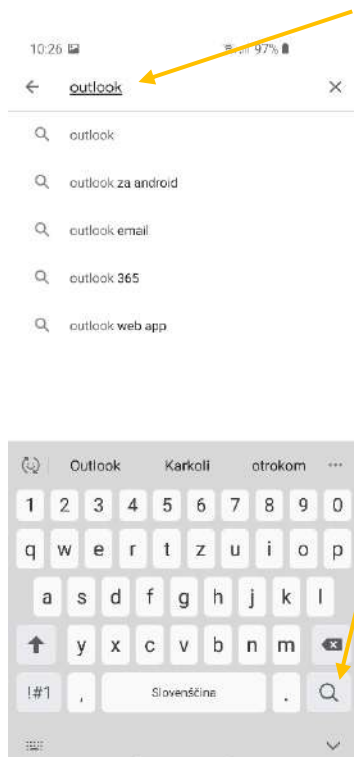 10:26 97%
outlook
outlook
outlook za android
outlook email
outlook 365
outlook web app
Outlook Karkoli otrokom ...
1 2 3 4 5 6 7 8 9 0
q w e r t z u i o p
a s d f g h j k l
y x c v b n m
!#1 , Slovenščina .